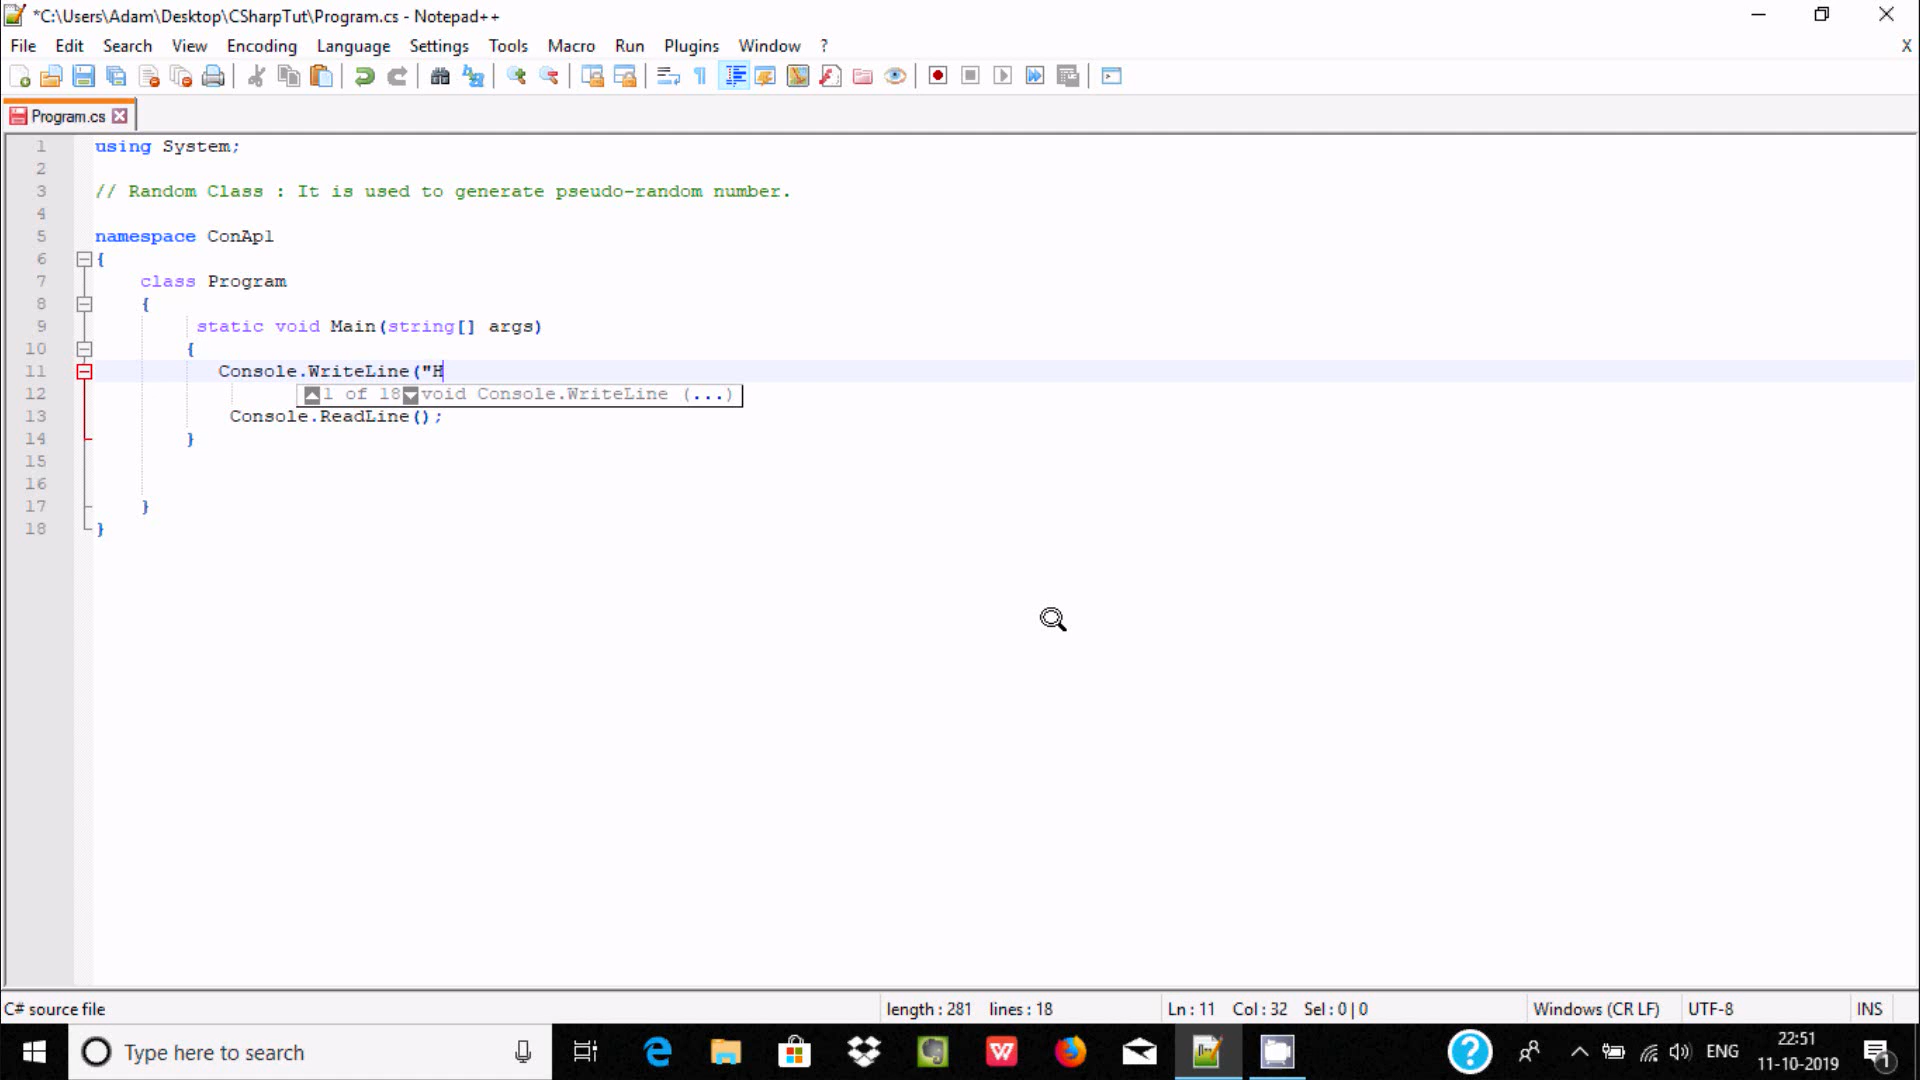 *C:\Users\Adam\Desktop\CSharpTut\Program.cs - Notepad++
File Edit Search View Encoding Language Settings Tools Macro Run Plugins Window ? X
Program.cs
1 using System;
2
3 // Random Class : It is used to generate pseudo-random number.
4
5 namespace ConApl
6 {
7 class Program
8 {
9 static void Main(string[] args)
10 {
11 Console.WriteLine("H
12 1 of 18 void Console.WriteLine (...)
13 Console.ReadLine();
14 }
15
16
17 }
18 }
C# source file length : 281 lines : 18 Ln : 11 Col : 32 Sel : 0 | 0 Windows (CR LF) UTF-8 INS
Type here to search ENG 22:51
11-10-2019 1